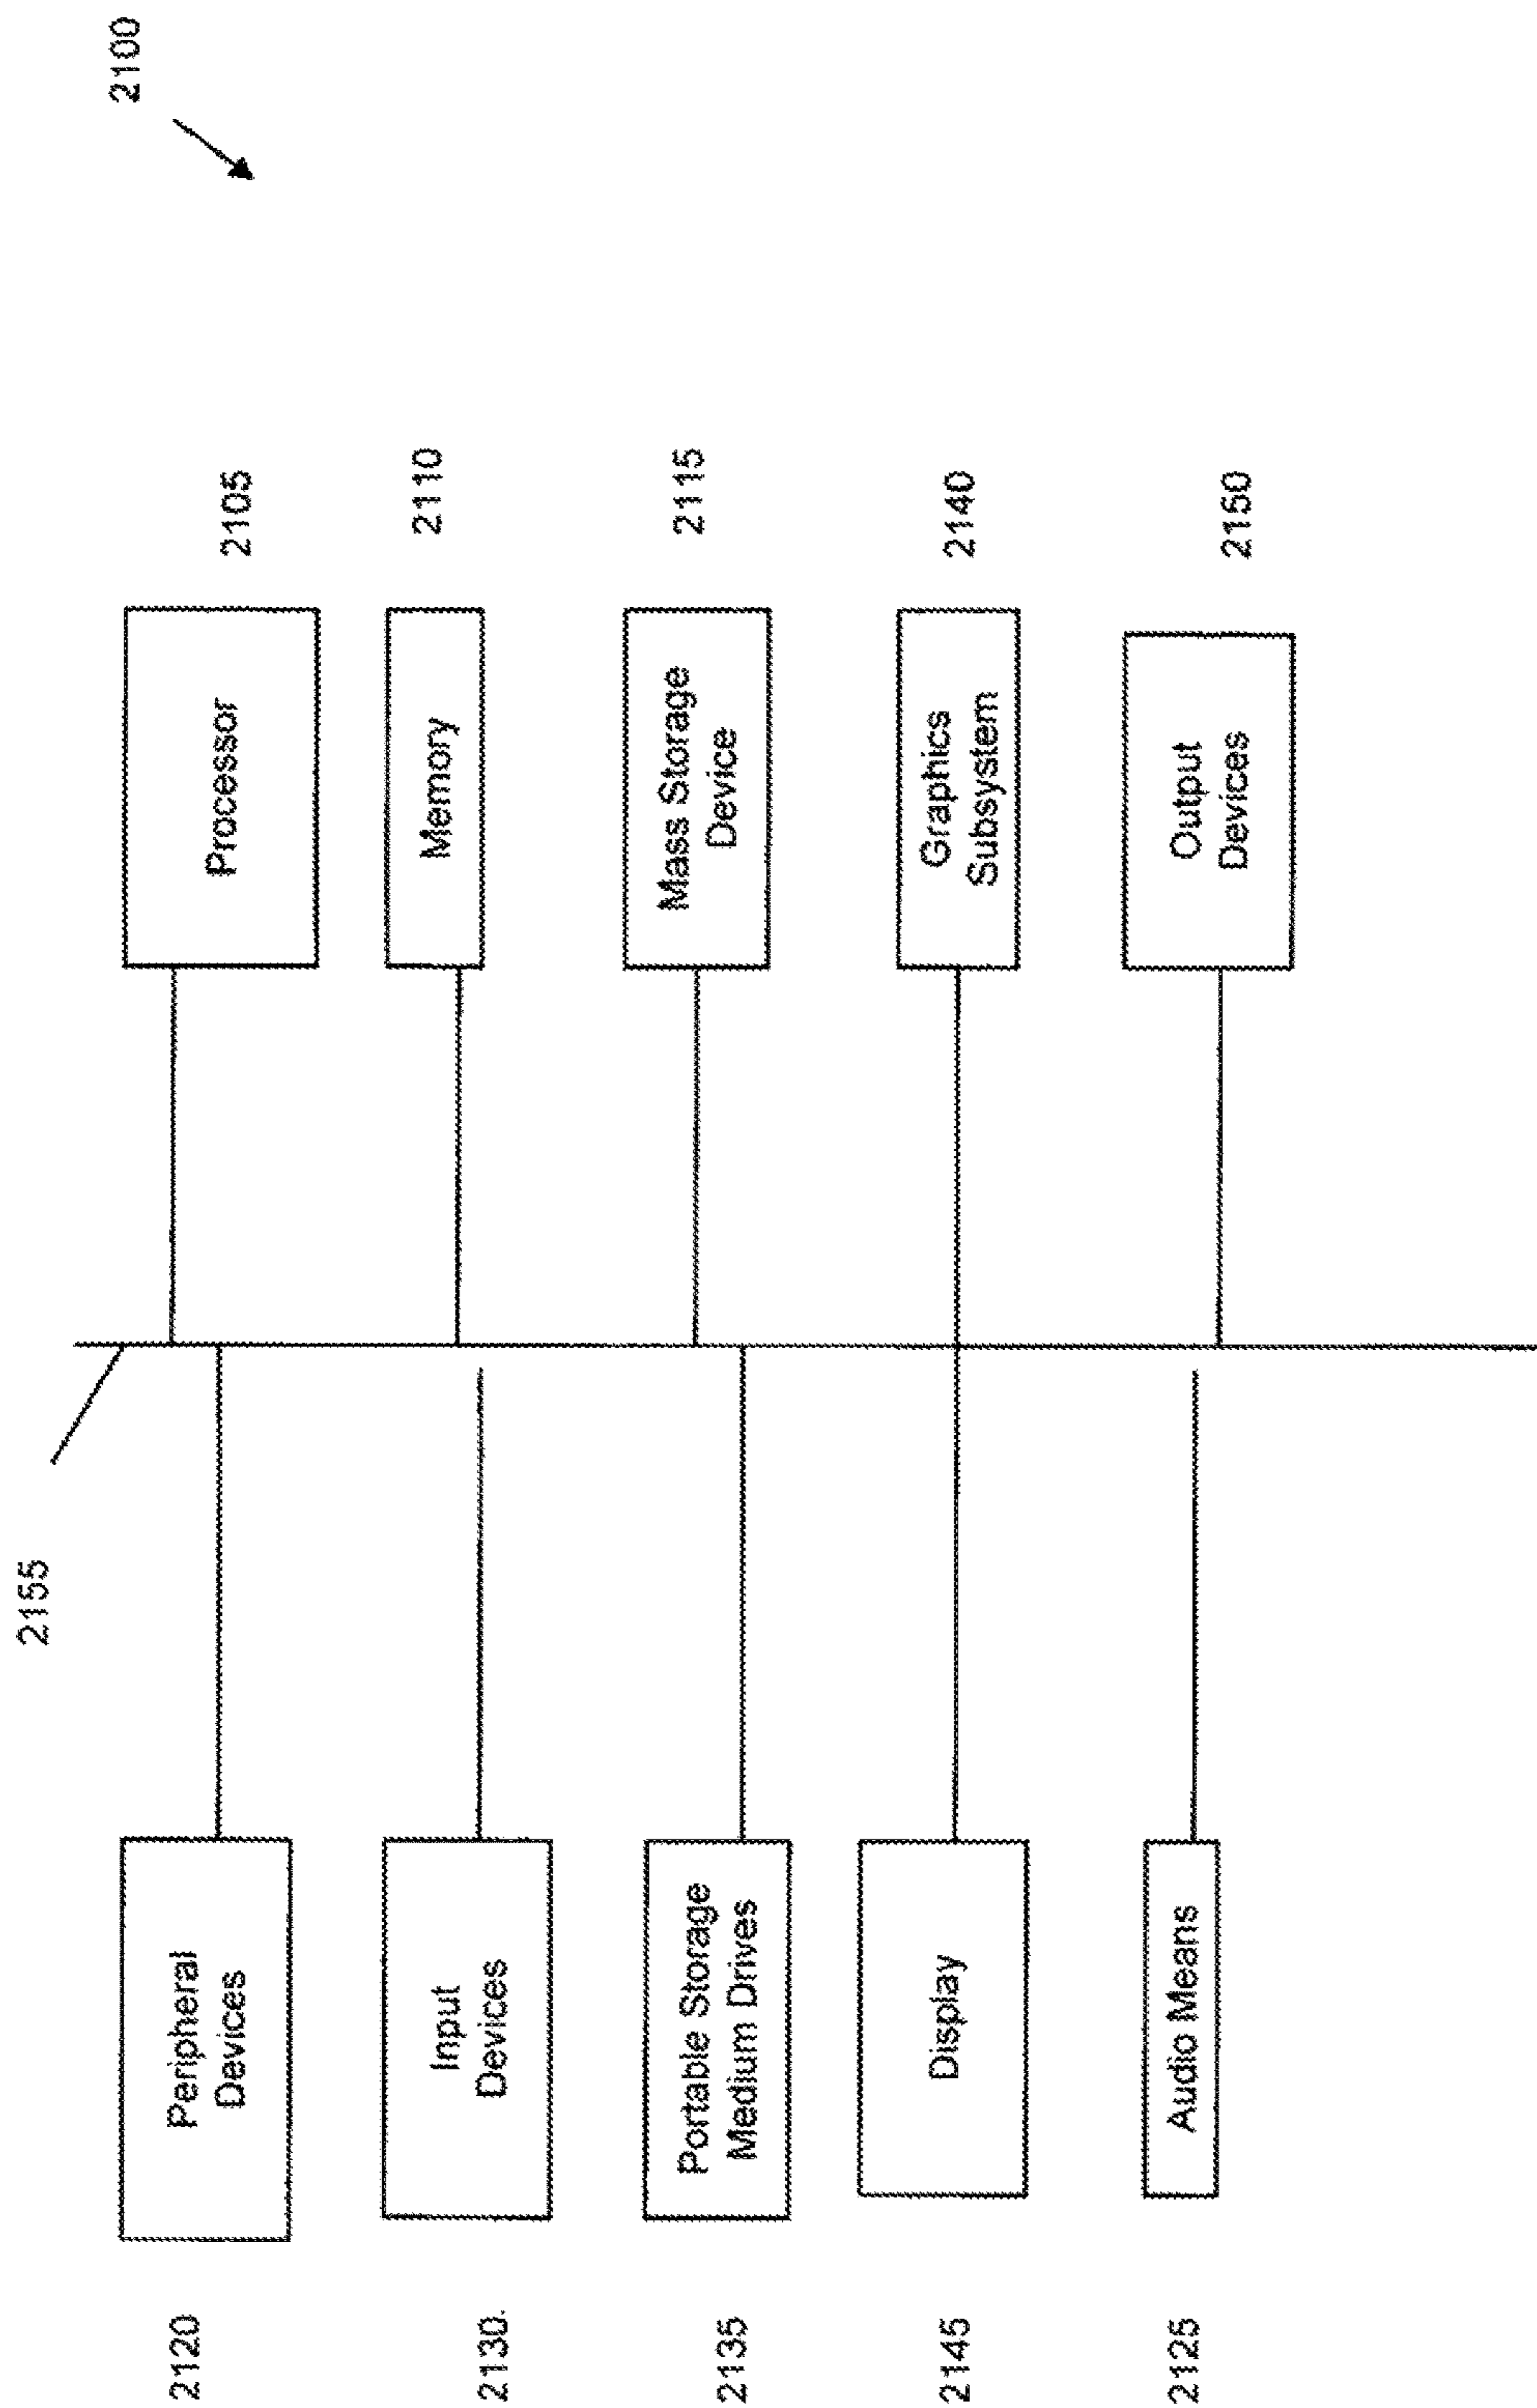 2155
2100
2120
Peripheral
Devices
Processor
2105
2130.
Input
Devices
Memory
2110
2135
Portable Storage
Medium Drives
Mass Storage
Device
2115
2145
Display
Graphics
Subsystem
2140
2125
Audio Means
Output
Devices
2150